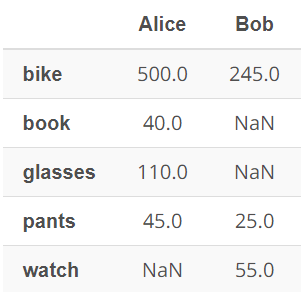 Alice Bob
bike 500.0 245.0
book 40.0 NaN
glasses 110.0 NaN
pants 45.0 25.0
watch NaN 55.0